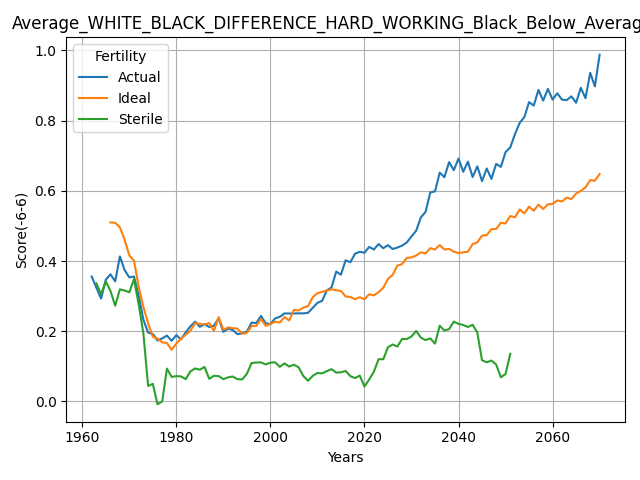 Average_WHITE_BLACK_DIFFERENCE_HARD_WORKING_Black_Below_Averag
Fertility
Actual
Ideal
Sterile
Score(-6-6)
1.0
0.8
0.6
0.4
0.2
0.0
1960 1980 2000 2020 2040 2060
Years